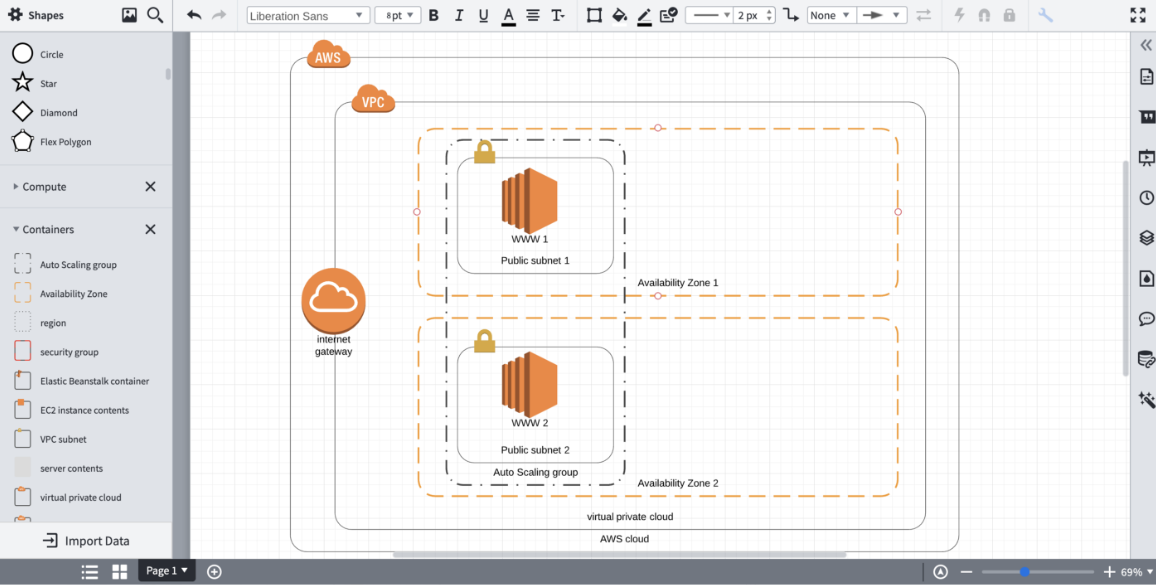 Shapes
Liberation Sans
8 pt
B
I
U
A
T
2 px
None
Circle
Star
Diamond
Flex Polygon
Compute
Containers
Auto Scaling group
Availability Zone
region
security group
Elastic Beanstalk container
EC2 instance contents
VPC subnet
server contents
virtual private cloud
Import Data
AWS
VPC
WWW 1
Public subnet 1
Availability Zone 1
internet
gateway
WWW 2
Public subnet 2
Auto Scaling group
Availability Zone 2
virtual private cloud
AWS cloud
Page 1
69%